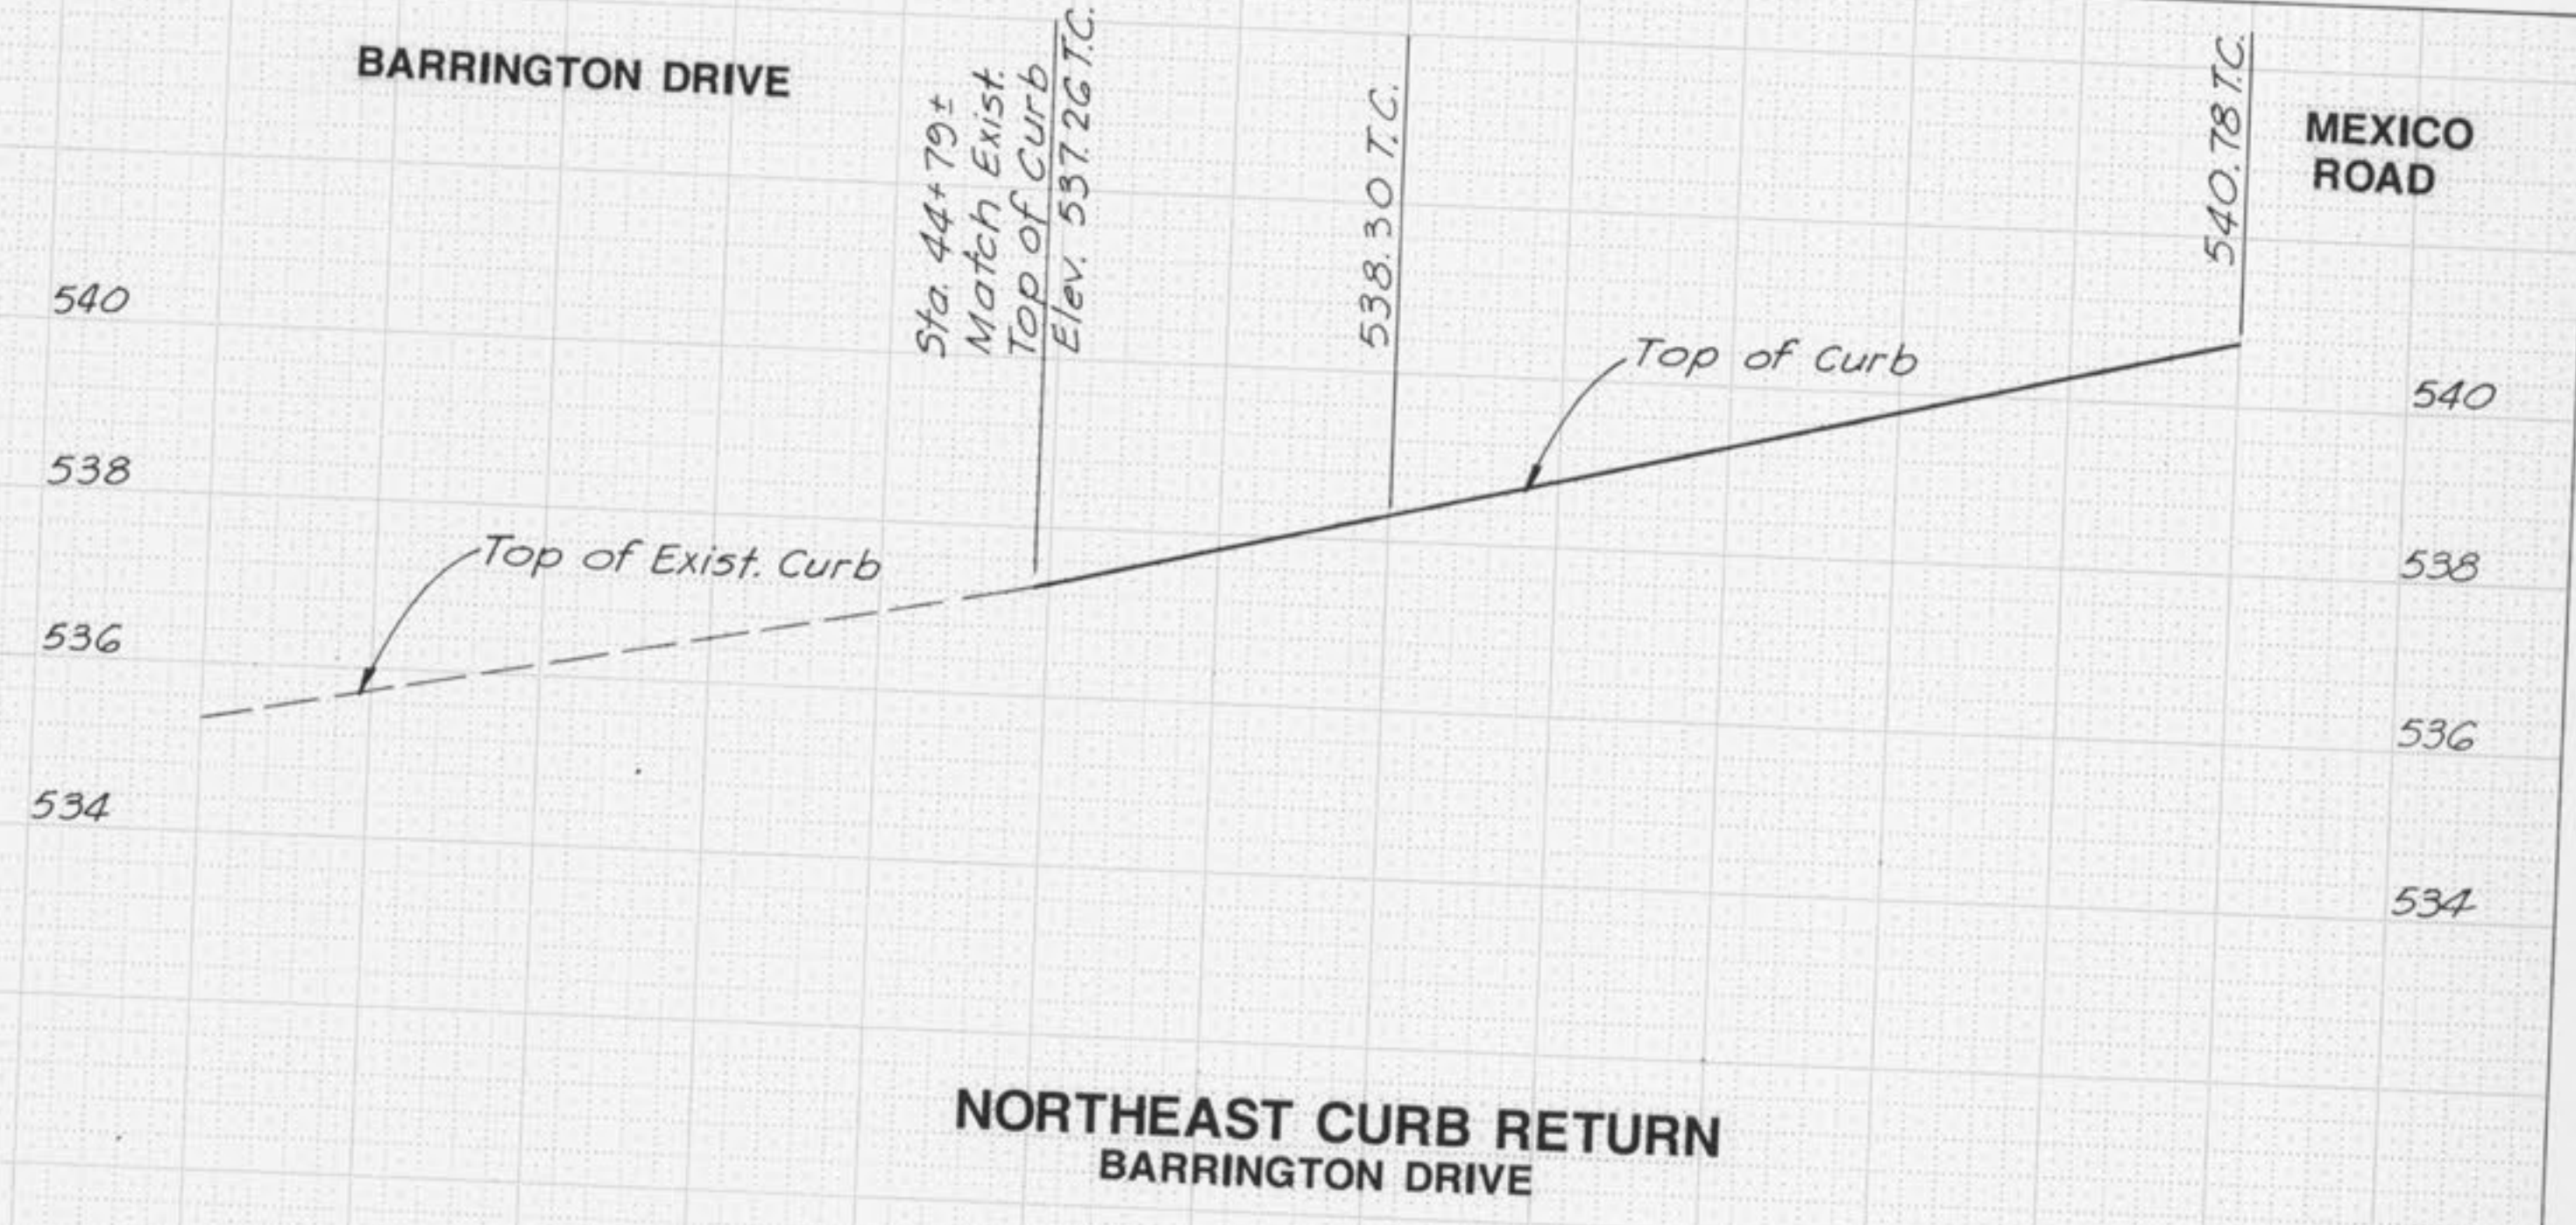 BARRINGTON DRIVE
Sta. 44+79±
Match Exist.
Top of Curb
Elev. 537.26 T.C.
538.30 T.C.
540.78 T.C.
MEXICO
ROAD
540
538
536
534
Top of Exist. Curb
Top of Curb
540
538
536
534
NORTHEAST CURB RETURN
BARRINGTON DRIVE